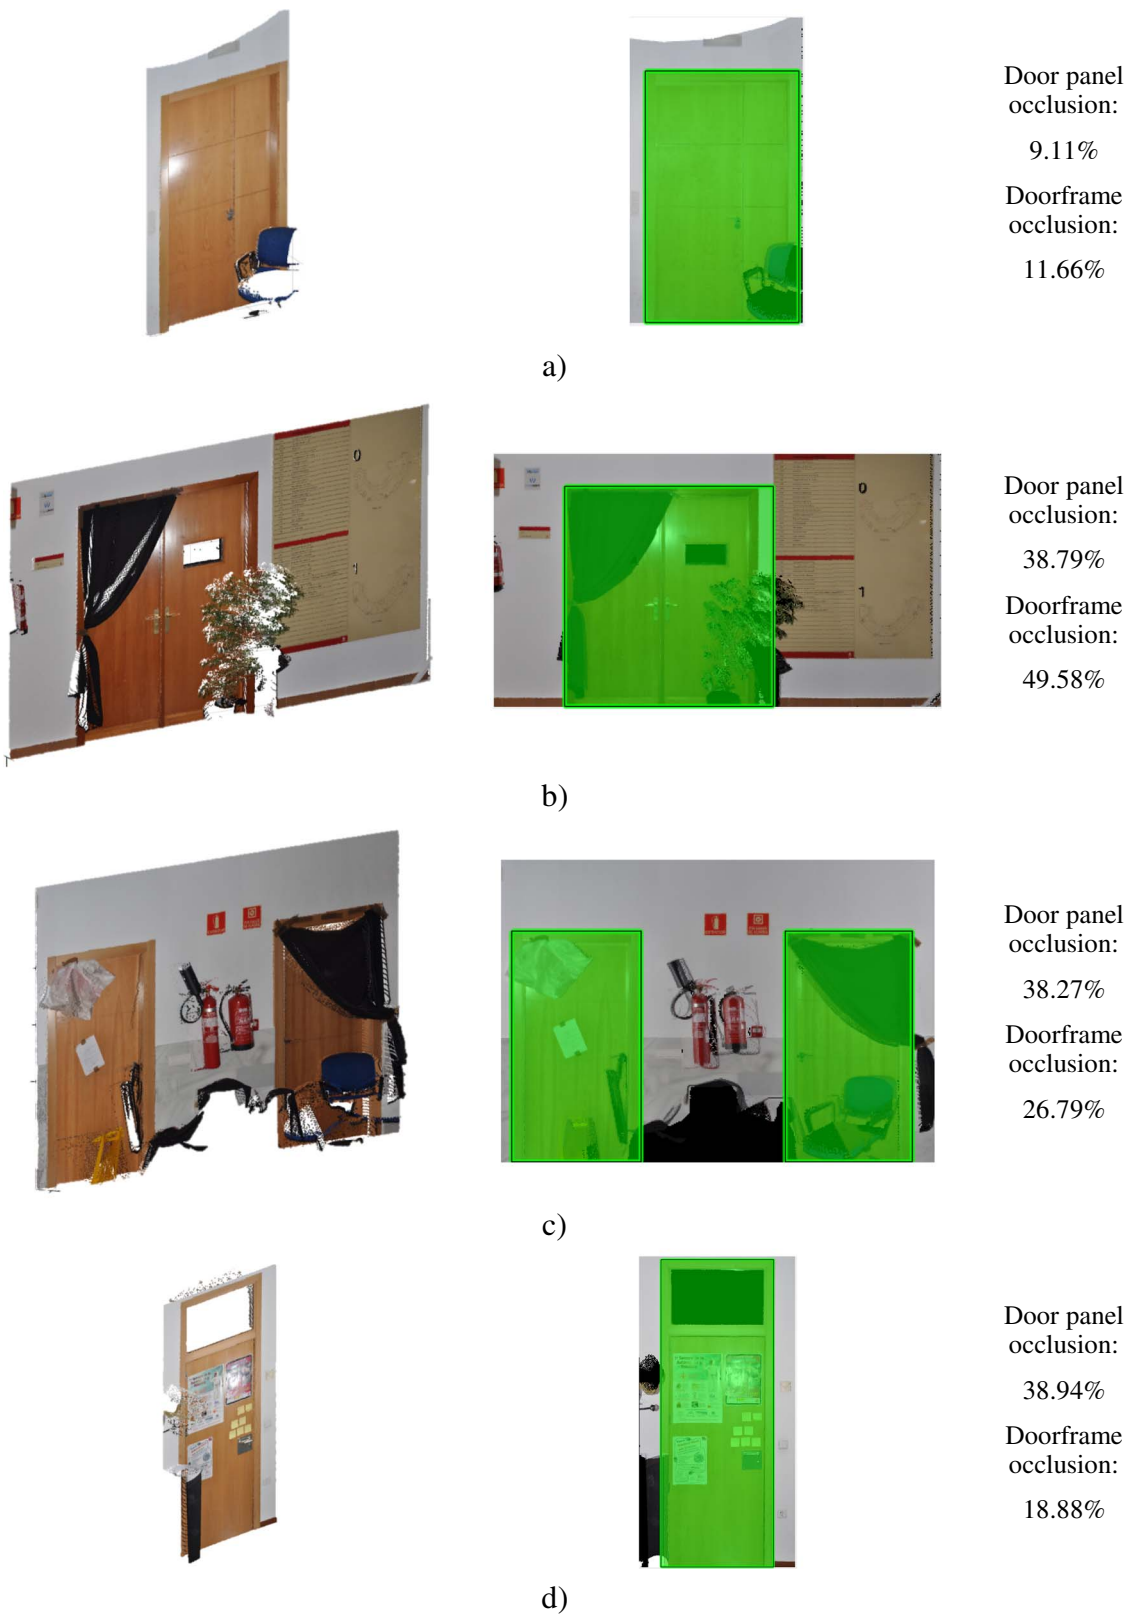 Door panel
occlusion:
9.11%
Doorframe
occlusion:
11.66%
a)
0
1
0
1
Door panel
occlusion:
38.79%
Doorframe
occlusion:
49.58%
b)
Door panel
occlusion:
38.27%
Doorframe
occlusion:
26.79%
c)
Door panel
occlusion:
38.94%
Doorframe
occlusion:
18.88%
d)